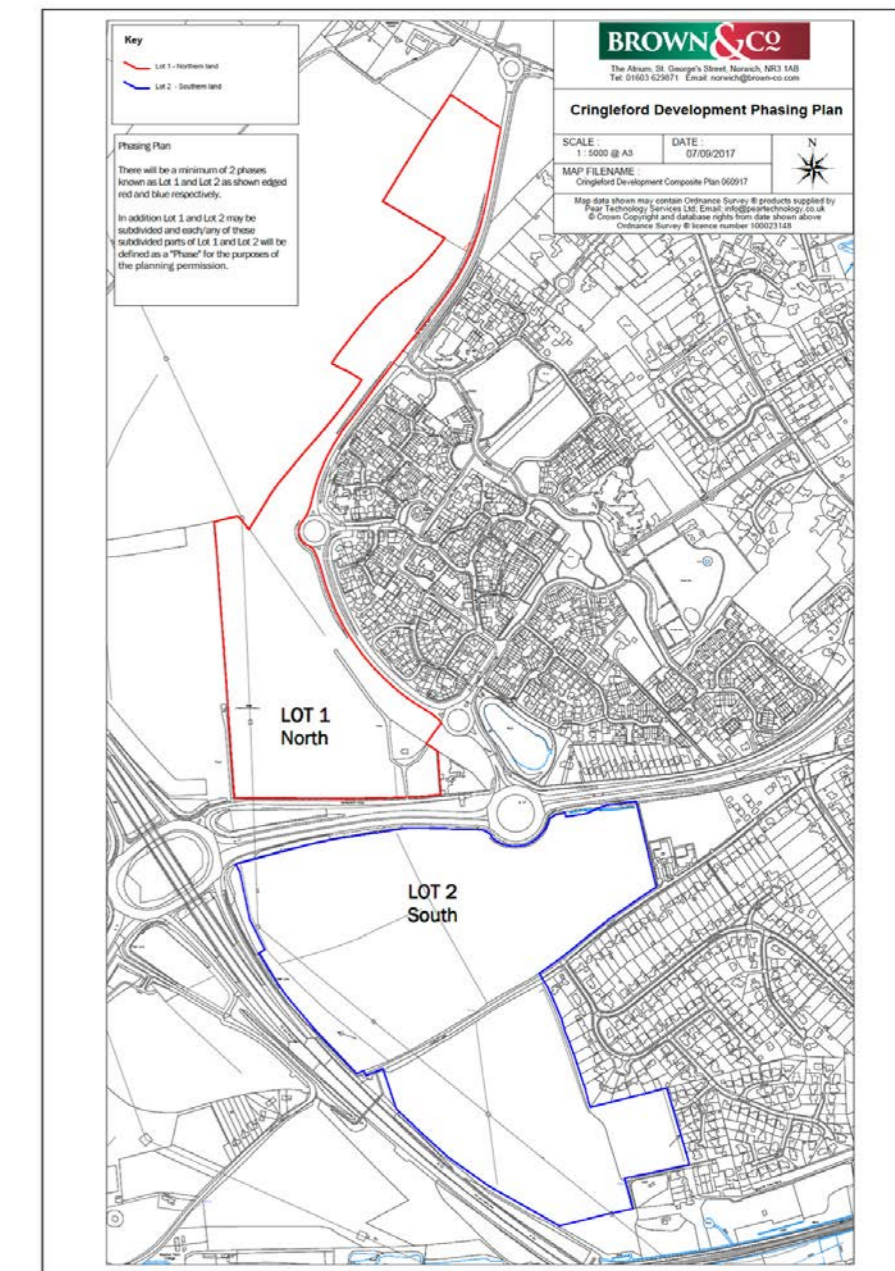 Key
Lot 1 - Northern land
Lot 2 - Southern land
Phasing Plan
There will be a minimum of 2 phases
known as Lot 1 and Lot 2 as shown edged
red and blue respectively.
In addition Lot 1 and Lot 2 may be
subdivided and each/any of these
subdivided parts of Lot 1 and Lot 2 will be
defined as a "Phase" for the purposes of
the planning permission.
BROWN&CO
The Atrium, St. George's Street, Norwich, NR3 1AB
Tel: 01603 629871 Email: norwich@brown-co.com
Cringleford Development Phasing Plan
SCALE :
1 : 5000 @ A3
DATE :
07/09/2017
N
MAP FILENAME :
Cringleford Development Composite Plan 060917
Map data shown may contain Ordnance Survey ® products supplied by
Pear Technology Services Ltd; Email: info@peartechnology.co.uk
© Crown Copyright and database rights from date shown above
Ordnance Survey ® licence number 100023148
LOT 1
North
LOT 2
South